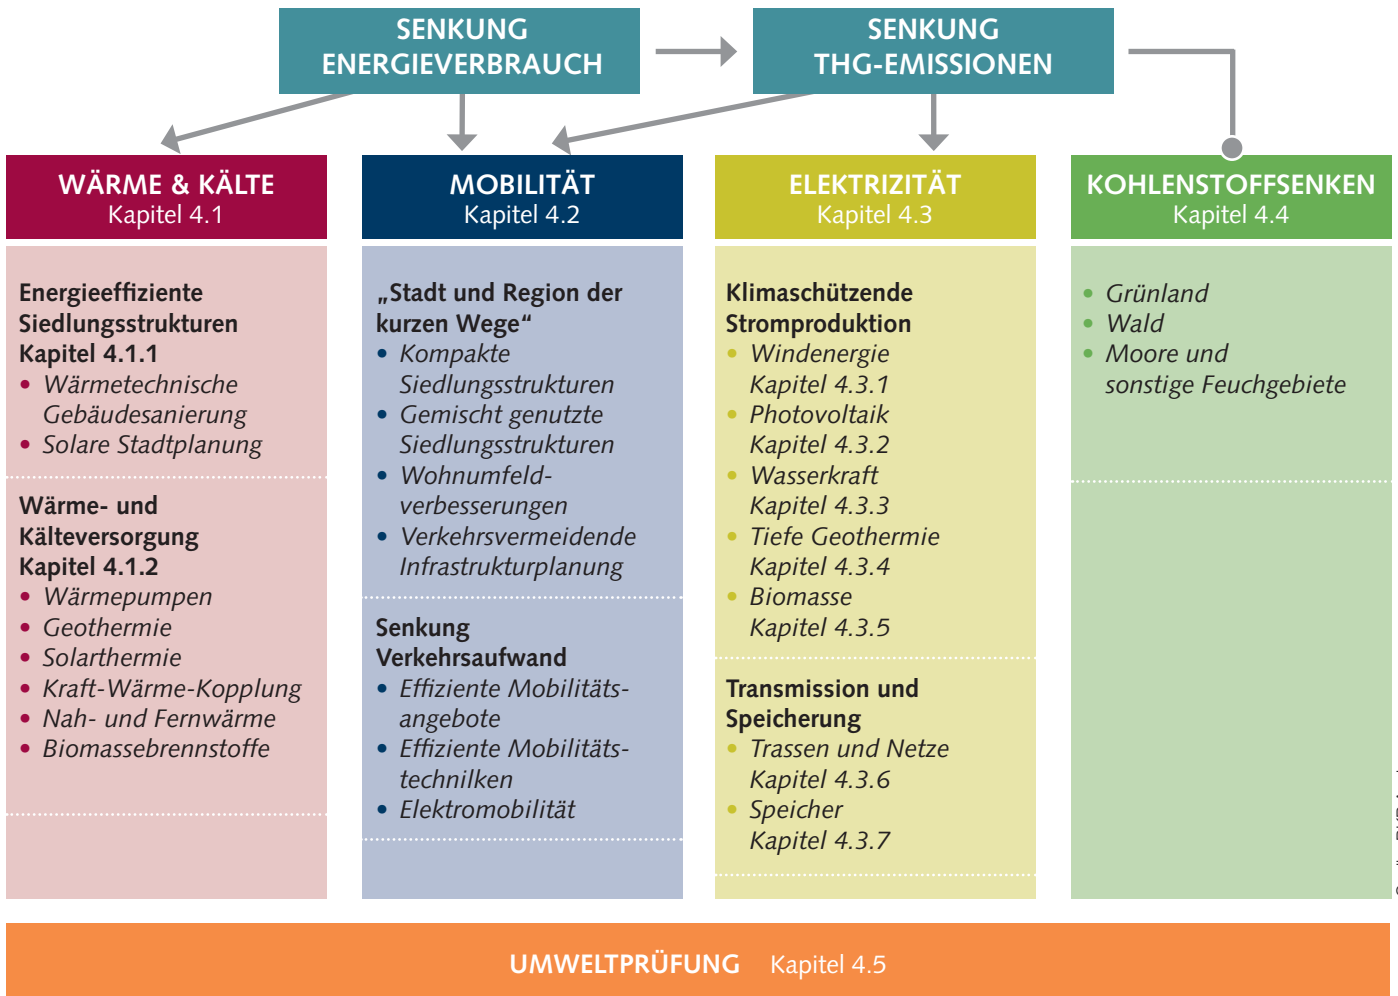 SENKUNG
ENERGIEVERBRAUCH
SENKUNG
THG-EMISSIONEN
WÄRME & KÄLTE
Kapitel 4.1
Energieeffiziente
Siedlungsstrukturen
Kapitel 4.1.1
• Wärmetechnische
Gebäudesanierung
• Solare Stadtplanung
Wärme- und
Kälteversorgung
Kapitel 4.1.2
• Wärmepumpen
• Geothermie
• Solarthermie
• Kraft-Wärme-Kopplung
• Nah- und Fernwärme
• Biomassebrennstoffe
MOBILITÄT
Kapitel 4.2
„Stadt und Region der
kurzen Wege“
• Kompakte
Siedlungsstrukturen
• Gemischt genutzte
Siedlungsstrukturen
• Wohnumfeld-
verbesserungen
• Verkehrsvermeidende
Infrastrukturplanung
Senkung
Verkehrsaufwand
• Effiziente Mobilitäts-
angebote
• Effiziente Mobilitäts-
technilken
• Elektromobilität
ELEKTRIZITÄT
Kapitel 4.3
Klimaschützende
Stromproduktion
• Windenergie
Kapitel 4.3.1
• Photovoltaik
Kapitel 4.3.2
• Wasserkraft
Kapitel 4.3.3
• Tiefe Geothermie
Kapitel 4.3.4
• Biomasse
Kapitel 4.3.5
Transmission und
Speicherung
• Trassen und Netze
Kapitel 4.3.6
• Speicher
Kapitel 4.3.7
KOHLENSTOFFSENKEN
Kapitel 4.4
• Grünland
• Wald
• Moore und
sonstige Feuchgebiete
UMWELTPRÜFUNG Kapitel 4.5